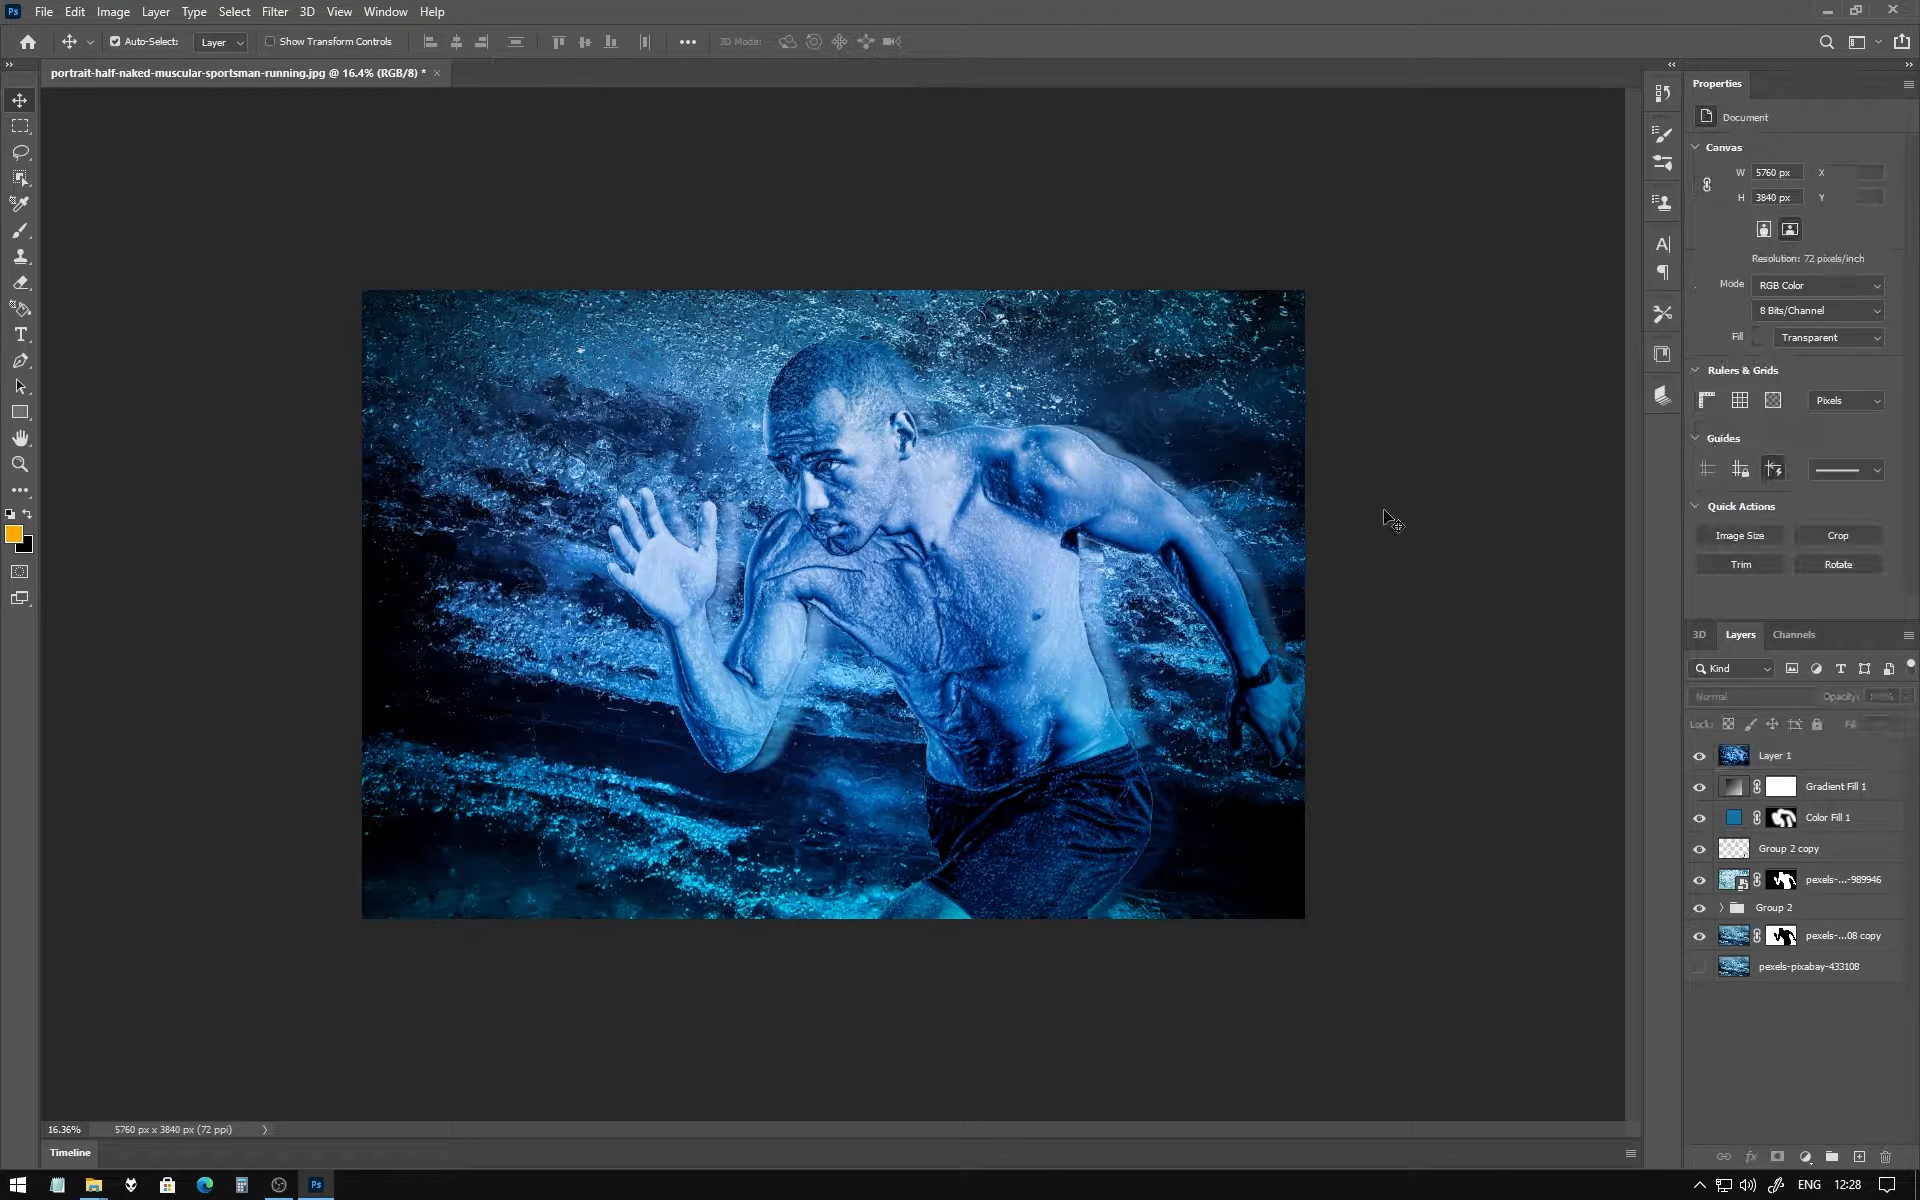 Ps File Edit Image Layer Type Select Filter 3D View Window Help
Auto-Select: Layer Show Transform Controls 3D Mode:
portrait-half-naked-muscular-sportsman-running.jpg @ 16.4% (RGB/8) *
Properties
Document
Canvas
W 5760 px X
H 3840 px Y
Resolution: 72 pixels/inch
Mode RGB Color
8 Bits/Channel
Fill Transparent
Rulers & Grids
Pixels
Guides
Quick Actions
Image Size Crop
Trim Rotate
3D Layers Channels
Kind
Normal Opacity:
Lock: Fill
Layer 1
Gradient Fill 1
Color Fill 1
Group 2 copy
pexels-...-989946
Group 2
pexels-...08 copy
pexels-pixabay-433108
16.36% 5760 px x 3840 px (72 ppi)
Timeline
Ps ENG 12:28